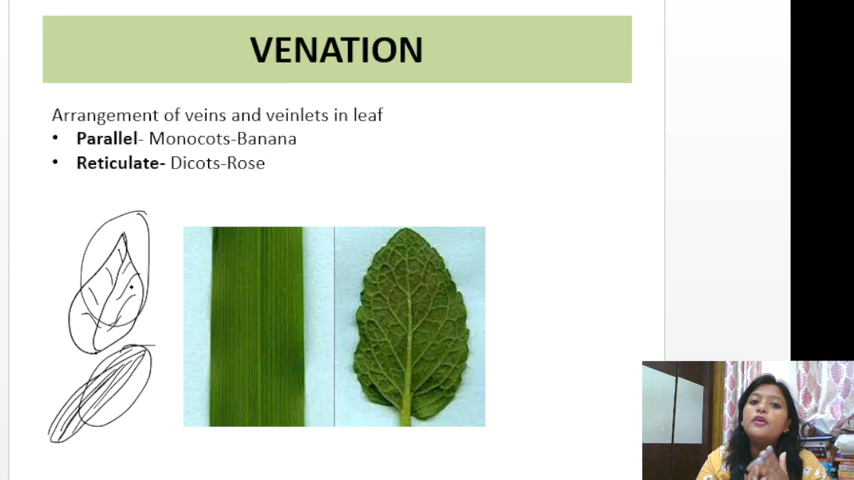 VENATION
Arrangement of veins and veinlets in leaf
• Parallel- Monocots-Banana
• Reticulate- Dicots-Rose